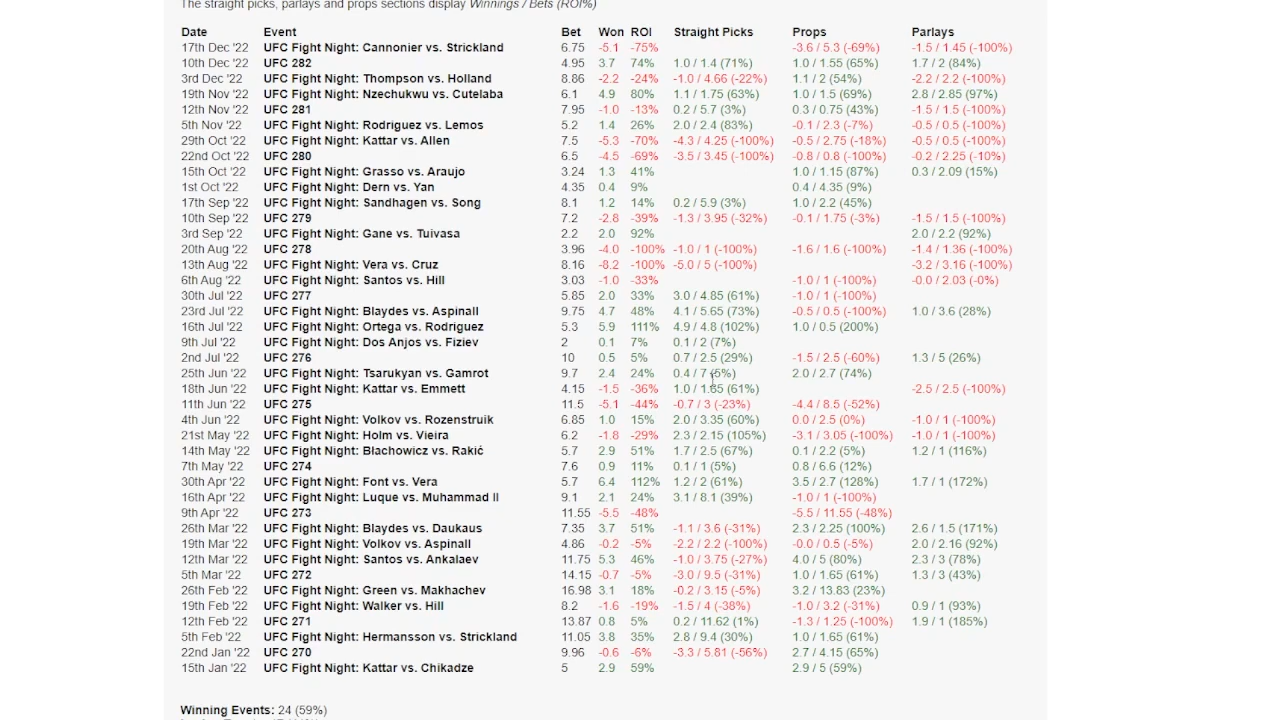 The straight picks, parlays and props sections display Winnings / Bets (ROI%)
Date Event Bet Won ROI Straight Picks Props Parlays
17th Dec '22 UFC Fight Night: Cannonier vs. Strickland 6.75 -5.1 -75% -3.6 / 5.3 (-69%) -1.5 / 1.45 (-100%)
10th Dec '22 UFC 282 4.95 3.7 74% 1.0 / 1.4 (71%) 1.0 / 1.55 (65%) 1.7 / 2 (84%)
3rd Dec '22 UFC Fight Night: Thompson vs. Holland 8.86 -2.2 -24% -1.0 / 4.66 (-22%) 1.1 / 2 (54%) -2.2 / 2.2 (-100%)
19th Nov '22 UFC Fight Night: Nzechukwu vs. Cutelaba 6.1 4.9 80% 1.1 / 1.75 (63%) 1.0 / 1.5 (69%) 2.8 / 2.85 (97%)
12th Nov '22 UFC 281 7.95 -1.0 -13% 0.2 / 5.7 (3%) 0.3 / 0.75 (43%) -1.5 / 1.5 (-100%)
5th Nov '22 UFC Fight Night: Rodriguez vs. Lemos 5.2 1.4 26% 2.0 / 2.4 (83%) -0.1 / 2.3 (-7%) -0.5 / 0.5 (-100%)
29th Oct '22 UFC Fight Night: Kattar vs. Allen 7.5 -5.3 -70% -4.3 / 4.25 (-100%) -0.5 / 2.75 (-18%) -0.5 / 0.5 (-100%)
22nd Oct '22 UFC 280 6.5 -4.5 -69% -3.5 / 3.45 (-100%) -0.8 / 0.8 (-100%) -0.2 / 2.25 (-10%)
15th Oct '22 UFC Fight Night: Grasso vs. Araujo 3.24 1.3 41% 1.0 / 1.15 (87%) 0.3 / 2.09 (15%)
1st Oct '22 UFC Fight Night: Dern vs. Yan 4.35 0.4 9% 0.4 / 4.35 (9%)
17th Sep '22 UFC Fight Night: Sandhagen vs. Song 8.1 1.2 14% 0.2 / 5.9 (3%) 1.0 / 2.2 (45%)
10th Sep '22 UFC 279 7.2 -2.8 -39% -1.3 / 3.95 (-32%) -0.1 / 1.75 (-3%) -1.5 / 1.5 (-100%)
3rd Sep '22 UFC Fight Night: Gane vs. Tuivasa 2.2 2.0 92% 2.0 / 2.2 (92%)
20th Aug '22 UFC 278 3.96 -4.0 -100% -1.0 / 1 (-100%) -1.6 / 1.6 (-100%) -1.4 / 1.36 (-100%)
13th Aug '22 UFC Fight Night: Vera vs. Cruz 8.16 -8.2 -100% -5.0 / 5 (-100%) -3.2 / 3.16 (-100%)
6th Aug '22 UFC Fight Night: Santos vs. Hill 3.03 -1.0 -33% -1.0 / 1 (-100%) -0.0 / 2.03 (-0%)
30th Jul '22 UFC 277 5.85 2.0 33% 3.0 / 4.85 (61%) -1.0 / 1 (-100%)
23rd Jul '22 UFC Fight Night: Blaydes vs. Aspinall 9.75 4.7 48% 4.1 / 5.65 (73%) -0.5 / 0.5 (-100%) 1.0 / 3.6 (28%)
16th Jul '22 UFC Fight Night: Ortega vs. Rodriguez 5.3 5.9 111% 4.9 / 4.8 (102%) 1.0 / 0.5 (200%)
9th Jul '22 UFC Fight Night: Dos Anjos vs. Fiziev 2 0.1 7% 0.1 / 2 (7%)
2nd Jul '22 UFC 276 10 0.5 5% 0.7 / 2.5 (29%) -1.5 / 2.5 (-60%) 1.3 / 5 (26%)
25th Jun '22 UFC Fight Night: Tsarukyan vs. Gamrot 9.7 2.4 24% 0.4 / 7 (5%) 2.0 / 2.7 (74%)
18th Jun '22 UFC Fight Night: Kattar vs. Emmett 4.15 -1.5 -36% 1.0 / 1.65 (61%) -2.5 / 2.5 (-100%)
11th Jun '22 UFC 275 11.5 -5.1 -44% -0.7 / 3 (-23%) -4.4 / 8.5 (-52%)
4th Jun '22 UFC Fight Night: Volkov vs. Rozenstruik 6.85 1.0 15% 2.0 / 3.35 (60%) 0.0 / 2.5 (0%) -1.0 / 1 (-100%)
21st May '22 UFC Fight Night: Holm vs. Vieira 6.2 -1.8 -29% 2.3 / 2.15 (105%) -3.1 / 3.05 (-100%) -1.0 / 1 (-100%)
14th May '22 UFC Fight Night: Błachowicz vs. Rakić 5.7 2.9 51% 1.7 / 2.5 (67%) 0.1 / 2.2 (5%) 1.2 / 1 (116%)
7th May '22 UFC 274 7.6 0.9 11% 0.1 / 1 (5%) 0.8 / 6.6 (12%)
30th Apr '22 UFC Fight Night: Font vs. Vera 5.7 6.4 112% 1.2 / 2 (61%) 3.5 / 2.7 (128%) 1.7 / 1 (172%)
16th Apr '22 UFC Fight Night: Luque vs. Muhammad II 9.1 2.1 24% 3.1 / 8.1 (39%) -1.0 / 1 (-100%)
9th Apr '22 UFC 273 11.55 -5.5 -48% -5.5 / 11.55 (-48%)
26th Mar '22 UFC Fight Night: Blaydes vs. Daukaus 7.35 3.7 51% -1.1 / 3.6 (-31%) 2.3 / 2.25 (100%) 2.6 / 1.5 (171%)
19th Mar '22 UFC Fight Night: Volkov vs. Aspinall 4.86 -0.2 -5% -2.2 / 2.2 (-100%) -0.0 / 0.5 (-5%) 2.0 / 2.16 (92%)
12th Mar '22 UFC Fight Night: Santos vs. Ankalaev 11.75 5.3 46% -1.0 / 3.75 (-27%) 4.0 / 5 (80%) 2.3 / 3 (78%)
5th Mar '22 UFC 272 14.15 -0.7 -5% -3.0 / 9.5 (-31%) 1.0 / 1.65 (61%) 1.3 / 3 (43%)
26th Feb '22 UFC Fight Night: Green vs. Makhachev 16.98 3.1 18% -0.2 / 3.15 (-5%) 3.2 / 13.83 (23%)
19th Feb '22 UFC Fight Night: Walker vs. Hill 8.2 -1.6 -19% -1.5 / 4 (-38%) -1.0 / 3.2 (-31%) 0.9 / 1 (93%)
12th Feb '22 UFC 271 13.87 0.8 5% 0.2 / 11.62 (1%) -1.3 / 1.25 (-100%) 1.9 / 1 (185%)
5th Feb '22 UFC Fight Night: Hermansson vs. Strickland 11.05 3.8 35% 2.8 / 9.4 (30%) 1.0 / 1.65 (61%)
22nd Jan '22 UFC 270 9.96 -0.6 -6% -3.3 / 5.81 (-56%) 2.7 / 4.15 (65%)
15th Jan '22 UFC Fight Night: Kattar vs. Chikadze 5 2.9 59% 2.9 / 5 (59%)
Winning Events: 24 (59%)